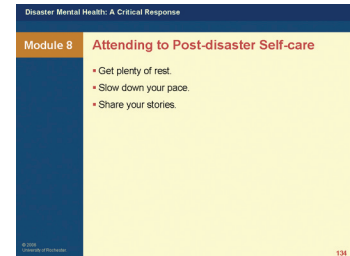 Disaster Mental Health: A Critical Response
Module 8
Attending to Post-disaster Self-care
▪ Get plenty of rest.
▪ Slow down your pace.
▪ Share your stories.
© 2005
University of Rochester
134